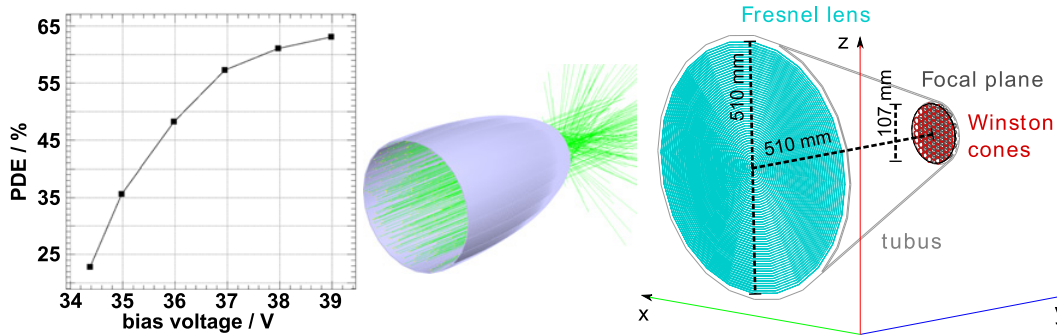 PDE / %
65
55
45
35
25
34 35 36 37 38 39
bias voltage / V
Fresnel lens
z
Focal plane
510 mm
510 mm
107 mm
Winston
cones
tubus
x